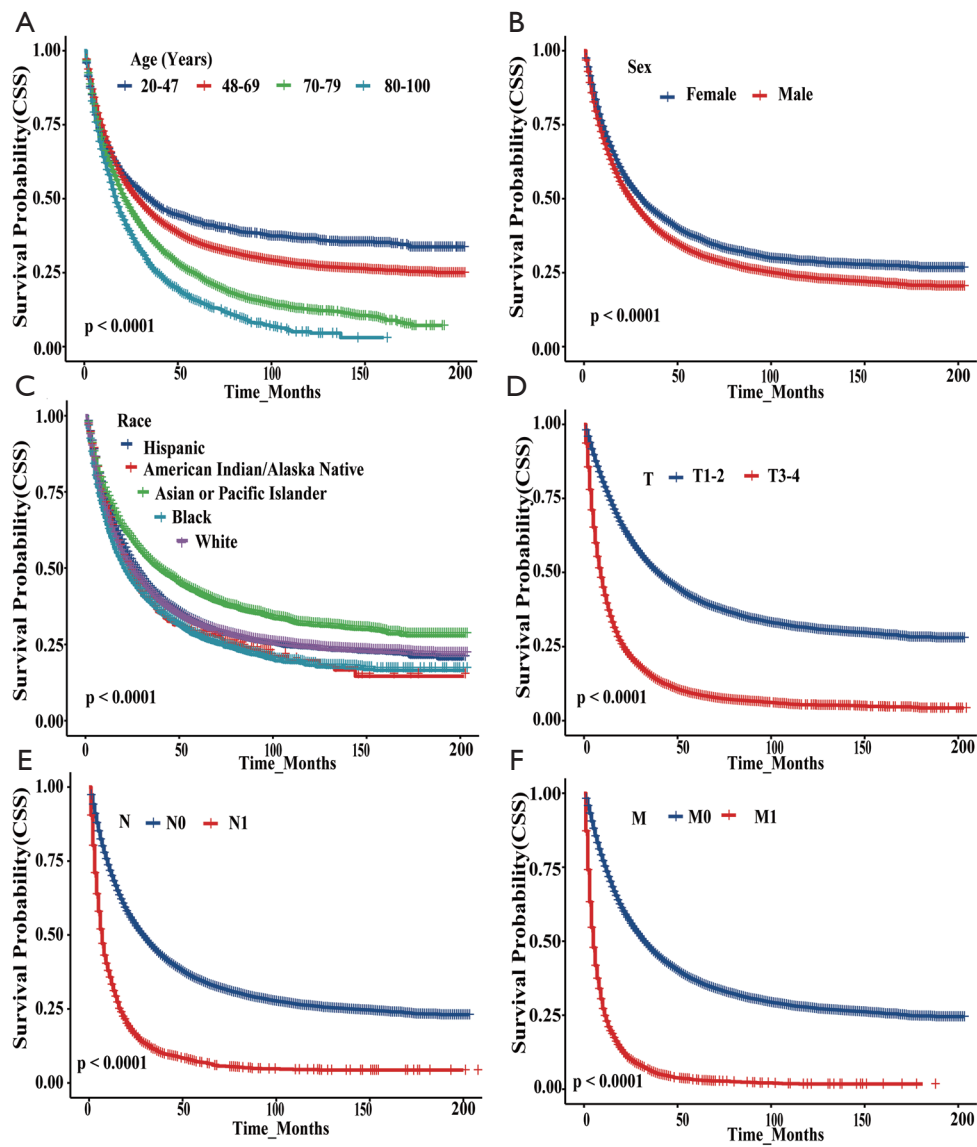 A
Survival Probability(CSS)
1.00
0.75
0.50
0.25
0.00
Age (Years)
20-47 48-69 70-79 80-100
p < 0.0001
0 50 100 150 200
Time_Months
B
Survival Probability(CSS)
1.00
0.75
0.50
0.25
0.00
Sex
Female Male
p < 0.0001
0 50 100 150 200
Time_Months
C
Survival Probability(CSS)
1.00
0.75
0.50
0.25
0.00
Race
Hispanic
American Indian/Alaska Native
Asian or Pacific Islander
Black
White
p < 0.0001
0 50 100 150 200
Time_Months
D
Survival Probability(CSS)
1.00
0.75
0.50
0.25
0.00
T T1-2 T3-4
p < 0.0001
0 50 100 150 200
Time_Months
E
Survival Probability(CSS)
1.00
0.75
0.50
0.25
0.00
N N0 N1
p < 0.0001
0 50 100 150 200
Time_Months
F
Survival Probability(CSS)
1.00
0.75
0.50
0.25
0.00
M M0 M1
p < 0.0001
0 50 100 150 200
Time_Months